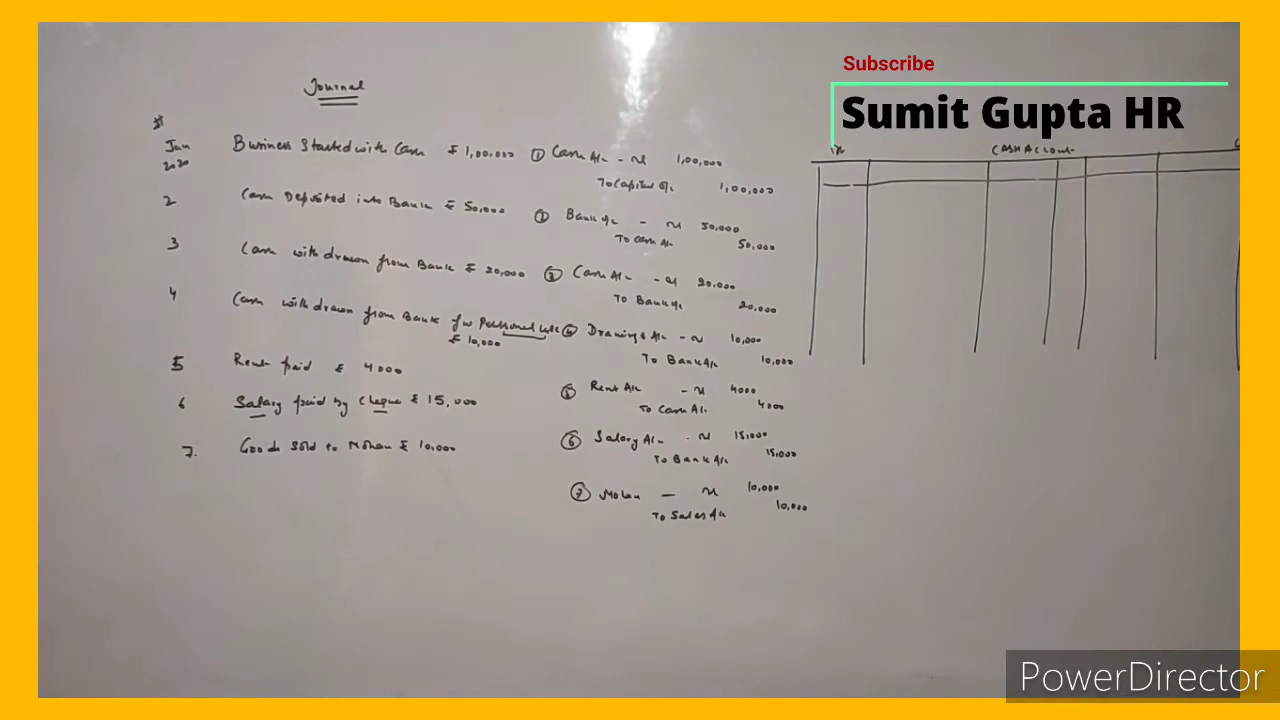 Subscribe
Sumit Gupta HR
Journal
Jan
2020
Business Started with Cash ₹ 1,00,000
① Cash A/c - Dr 1,00,000
To Capital A/c 1,00,000
2 Cash Deposited into Bank ₹ 50,000
② Bank A/c - Dr 50,000
To Cash A/c 50,000
3 Cash withdrawn from Bank ₹ 20,000
③ Cash A/c - Dr 20,000
To Bank A/c 20,000
4 Cash withdrawn from Bank for Personal use
₹ 10,000
④ Drawings A/c - Dr 10,000
To Bank A/c 10,000
5 Rent paid ₹ 4000
⑤ Rent A/c - Dr 4000
To Cash A/c 4000
6 Salary paid by Cheque ₹ 15,000
⑥ Salary A/c - Dr 15,000
To Bank A/c 15,000
7. Goods Sold to Mohan ₹ 10,000
⑦ Mohan - Dr 10,000
To Sales A/c 10,000
Dr CASH ACCOUNT
PowerDirector